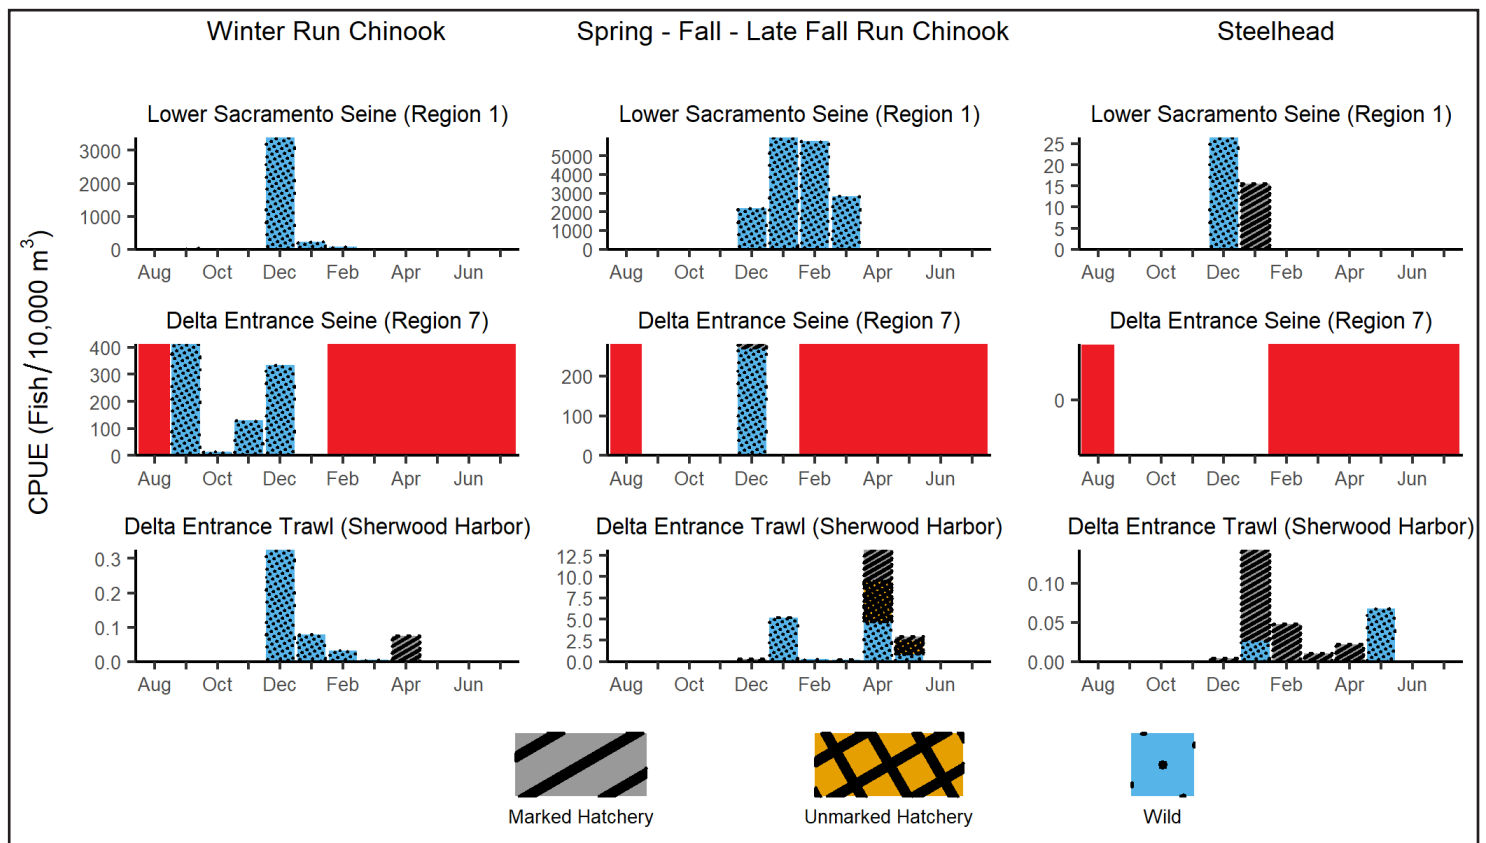 Winter Run Chinook
Spring - Fall - Late Fall Run Chinook
Steelhead
CPUE (Fish/10,000 m³)
Lower Sacramento Seine (Region 1)
3000
2000
1000
0
Aug Oct Dec Feb Apr Jun
Lower Sacramento Seine (Region 1)
5000
4000
3000
2000
1000
0
Aug Oct Dec Feb Apr Jun
Lower Sacramento Seine (Region 1)
25
20
15
10
5
0
Aug Oct Dec Feb Apr Jun
Delta Entrance Seine (Region 7)
400
300
200
100
0
Aug Oct Dec Feb Apr Jun
Delta Entrance Seine (Region 7)
200
100
0
Aug Oct Dec Feb Apr Jun
Delta Entrance Seine (Region 7)
0
Aug Oct Dec Feb Apr Jun
Delta Entrance Trawl (Sherwood Harbor)
0.3
0.2
0.1
0.0
Aug Oct Dec Feb Apr Jun
Delta Entrance Trawl (Sherwood Harbor)
12.5
10.0
7.5
5.0
2.5
0.0
Aug Oct Dec Feb Apr Jun
Delta Entrance Trawl (Sherwood Harbor)
0.10
0.05
0.00
Aug Oct Dec Feb Apr Jun
Marked Hatchery
Unmarked Hatchery
Wild